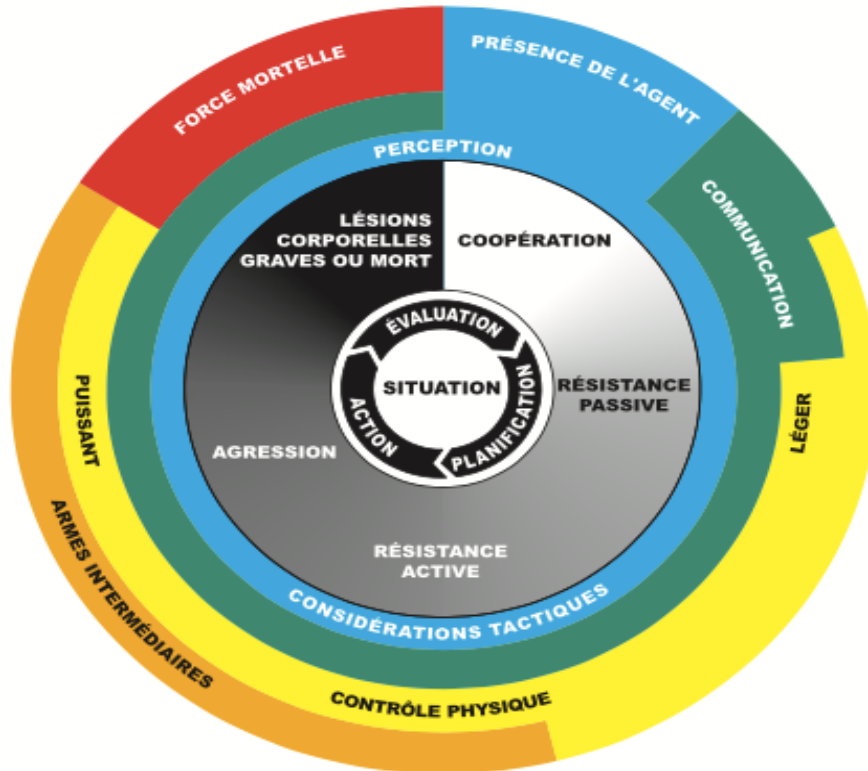 FORCE MORTELLE
PRÉSENCE DE L'AGENT
PERCEPTION
COMMUNICATION
LÉSIONS
CORPORELLES
GRAVES OU MORT
COOPÉRATION
ÉVALUATION
SITUATION
PLANIFICATION
ACTION
RÉSISTANCE
PASSIVE
PUISSANT
LÉGER
AGRESSION
RÉSISTANCE
ACTIVE
ARMES INTERMÉDIAIRES
CONSIDÉRATIONS TACTIQUES
CONTRÔLE PHYSIQUE